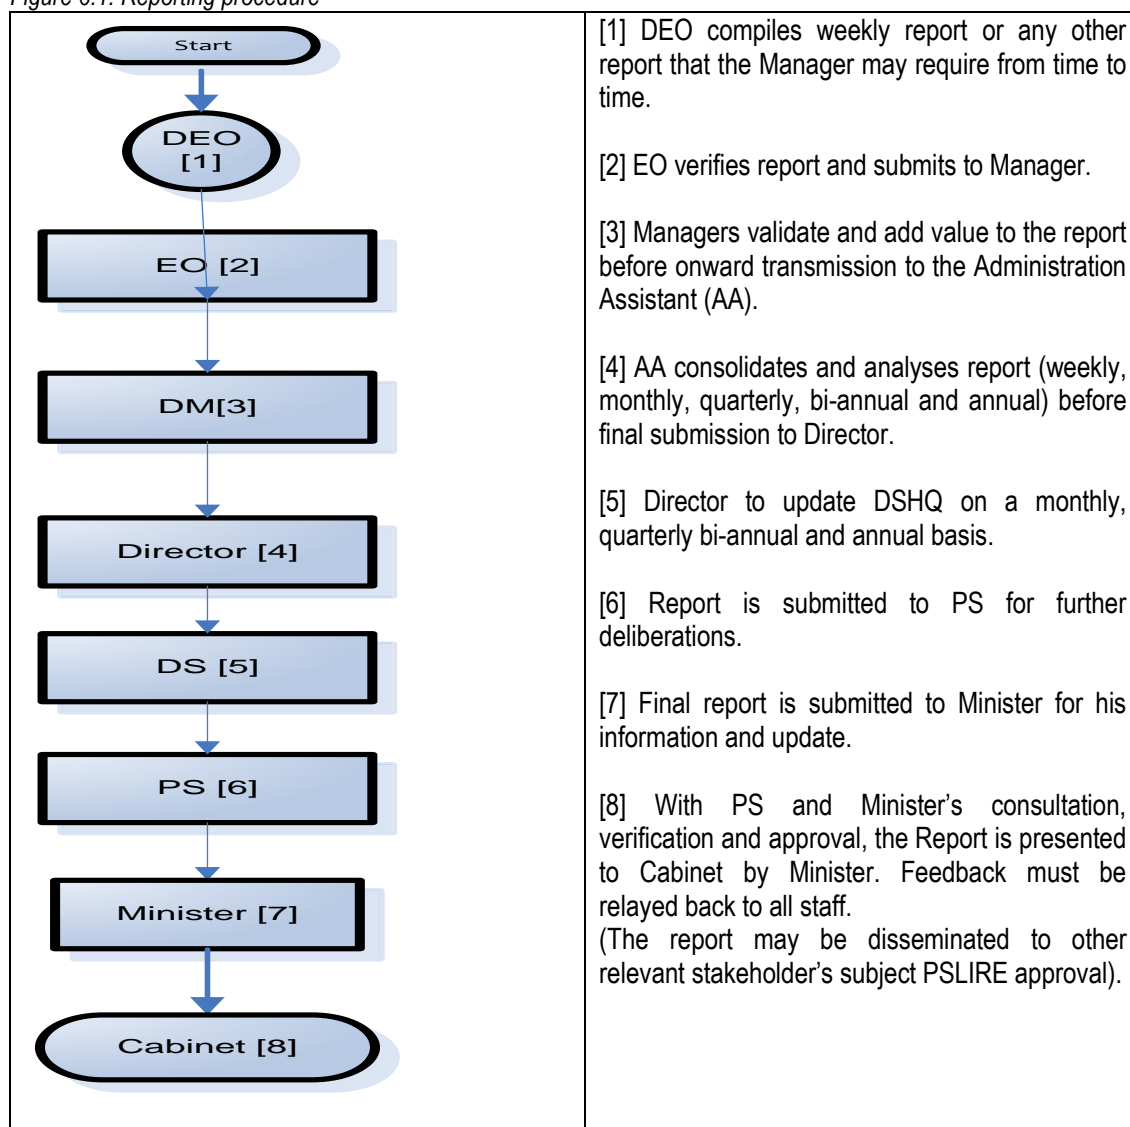 Figure 6.1: Reporting procedure
Start
DEO
[1]
EO [2]
DM[3]
Director [4]
DS [5]
PS [6]
Minister [7]
Cabinet [8]
[1] DEO compiles weekly report or any other
report that the Manager may require from time to
time.
[2] EO verifies report and submits to Manager.
[3] Managers validate and add value to the report
before onward transmission to the Administration
Assistant (AA).
[4] AA consolidates and analyses report (weekly,
monthly, quarterly, bi-annual and annual) before
final submission to Director.
[5] Director to update DSHQ on a monthly,
quarterly bi-annual and annual basis.
[6] Report is submitted to PS for further
deliberations.
[7] Final report is submitted to Minister for his
information and update.
[8] With PS and Minister’s consultation,
verification and approval, the Report is presented
to Cabinet by Minister. Feedback must be
relayed back to all staff.
(The report may be disseminated to other
relevant stakeholder’s subject PSLIRE approval).